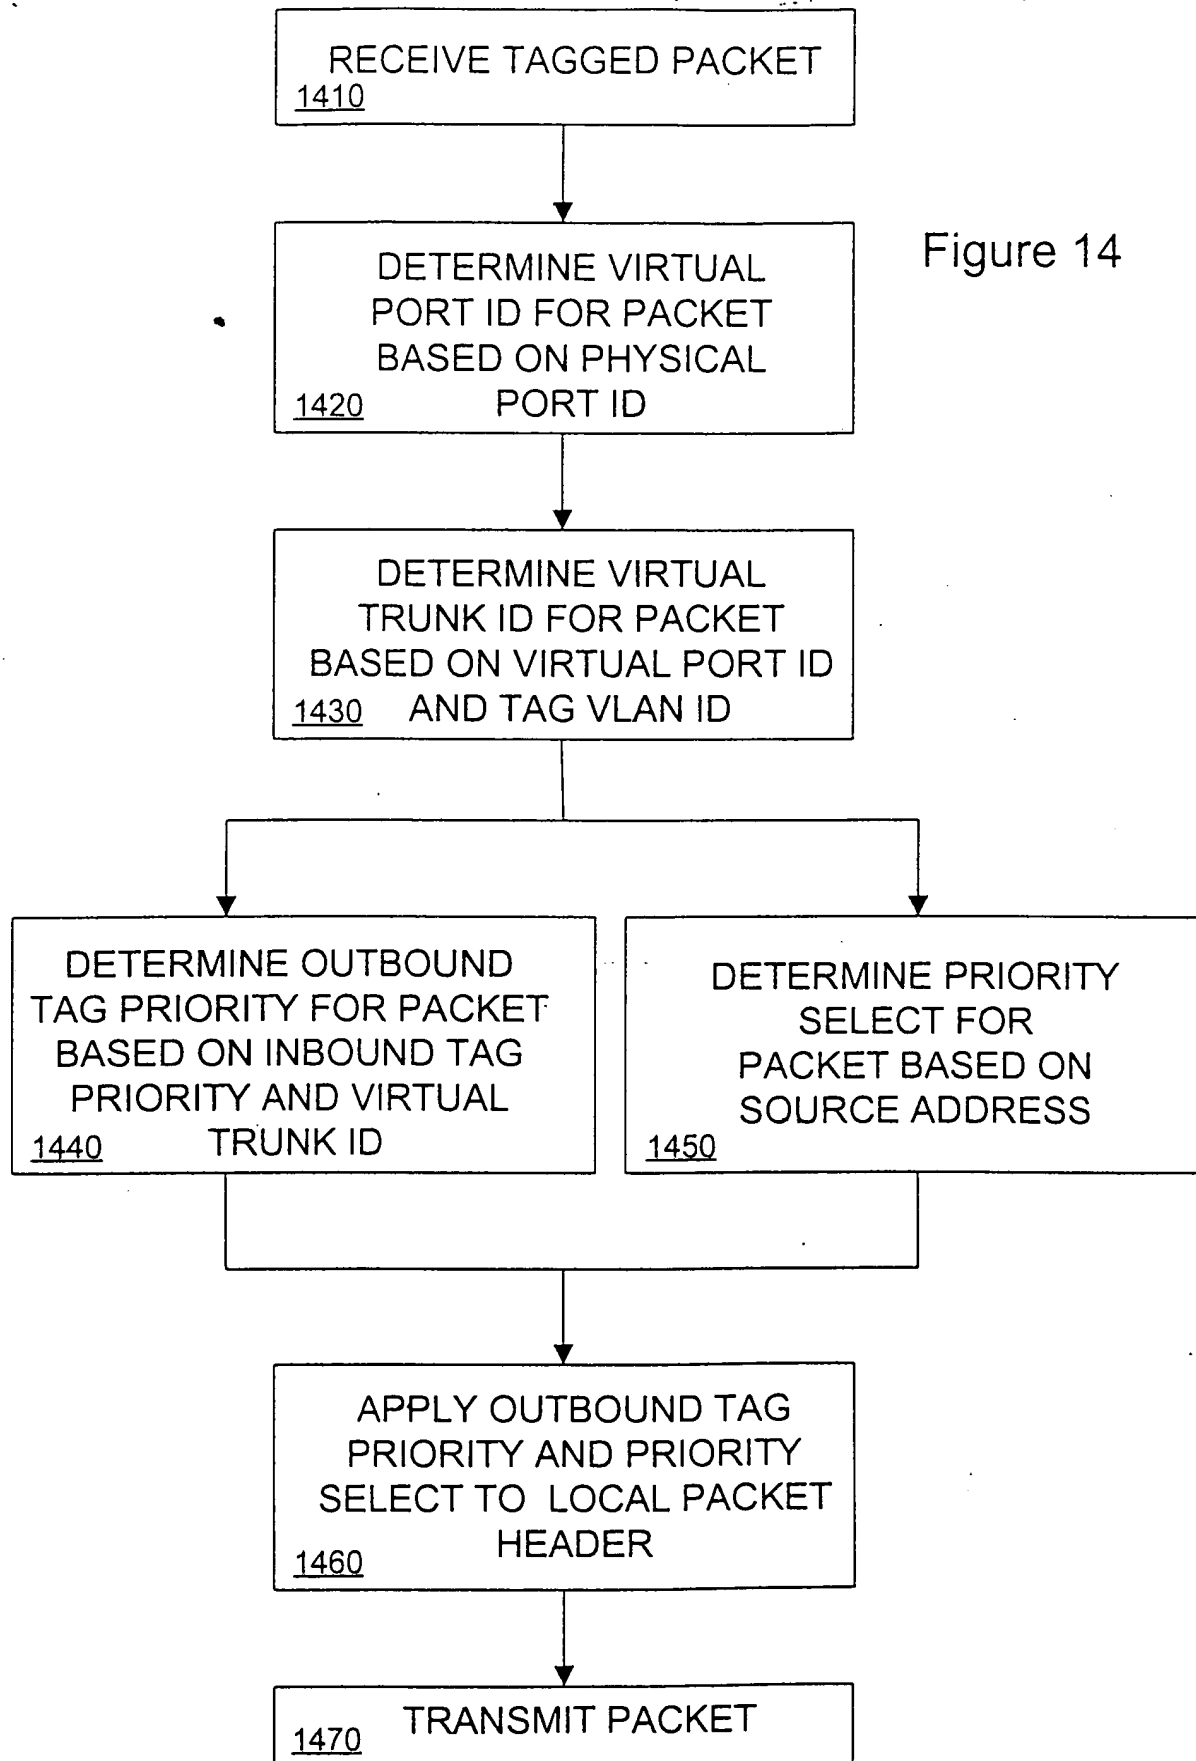 RECEIVE TAGGED PACKET
1410
Figure 14
DETERMINE VIRTUAL
PORT ID FOR PACKET
BASED ON PHYSICAL
PORT ID
1420
DETERMINE VIRTUAL
TRUNK ID FOR PACKET
BASED ON VIRTUAL PORT ID
AND TAG VLAN ID
1430
DETERMINE OUTBOUND
TAG PRIORITY FOR PACKET
BASED ON INBOUND TAG
PRIORITY AND VIRTUAL
TRUNK ID
1440
DETERMINE PRIORITY
SELECT FOR
PACKET BASED ON
SOURCE ADDRESS
1450
APPLY OUTBOUND TAG
PRIORITY AND PRIORITY
SELECT TO LOCAL PACKET
HEADER
1460
TRANSMIT PACKET
1470